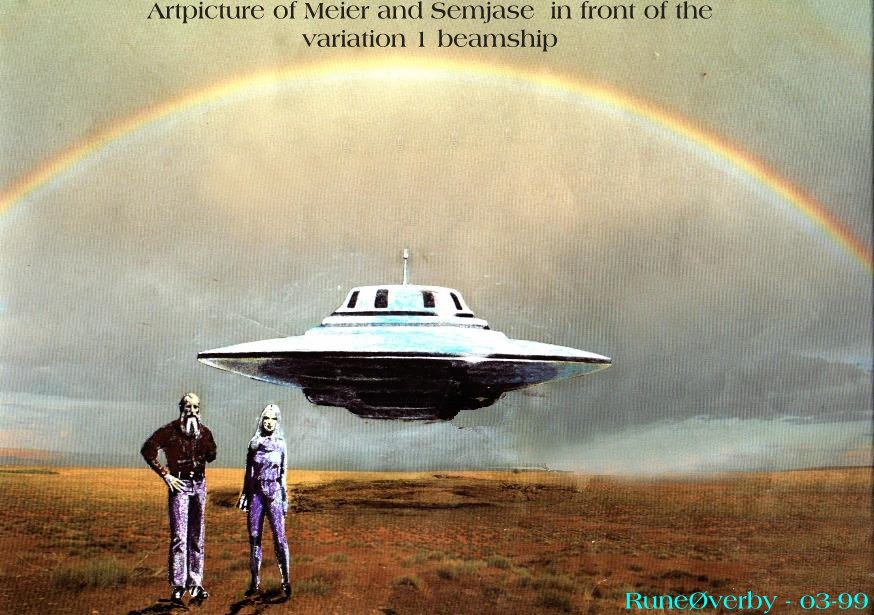 Artpicture of Meier and Semjase in front of the
variation 1 beamship
RuneØverby - 03-99